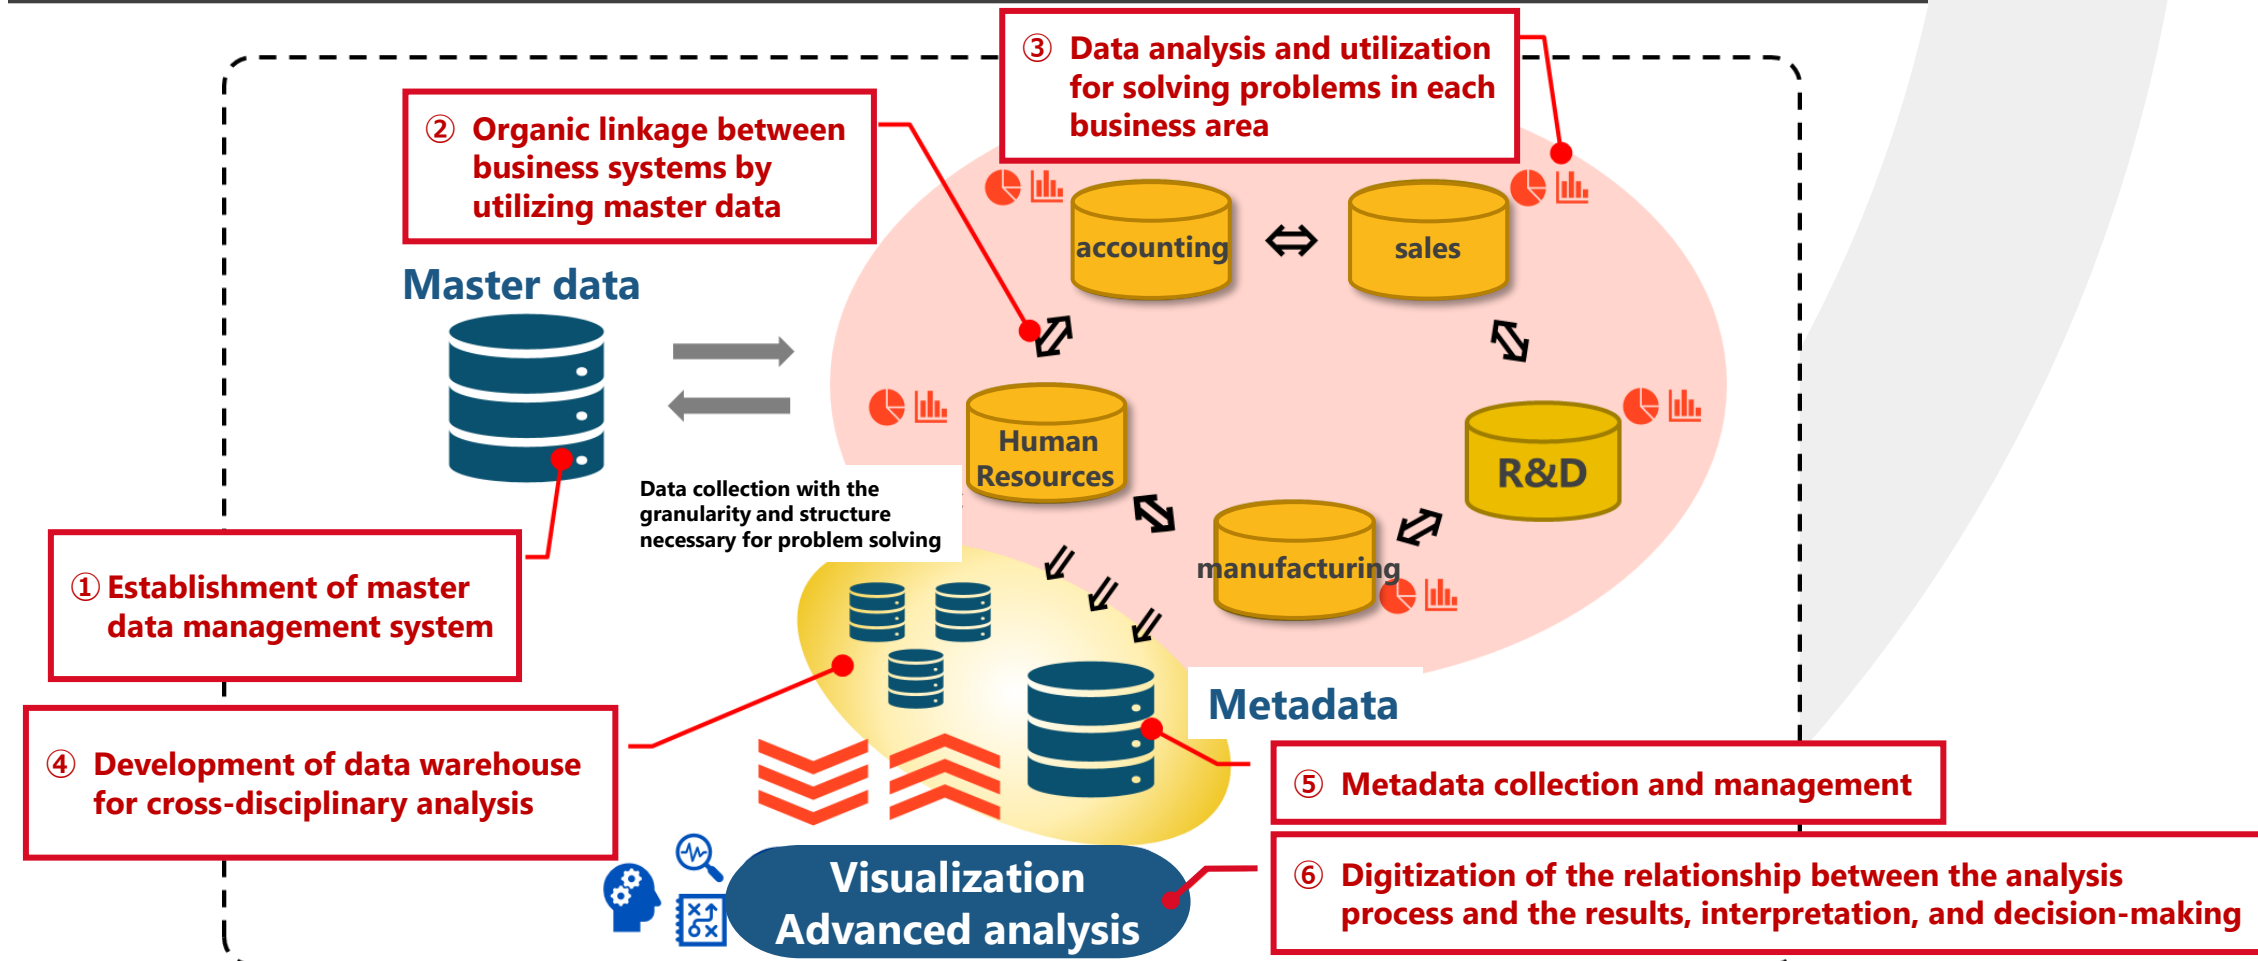 ③ Data analysis and utilization
for solving problems in each
business area
② Organic linkage between
business systems by
utilizing master data
accounting
sales
Master data
Human
Resources
R&D
Data collection with the
granularity and structure
necessary for problem solving
manufacturing
① Establishment of master
data management system
Metadata
④ Development of data warehouse
for cross-disciplinary analysis
⑤ Metadata collection and management
Visualization
Advanced analysis
⑥ Digitization of the relationship between the analysis
process and the results, interpretation, and decision-making